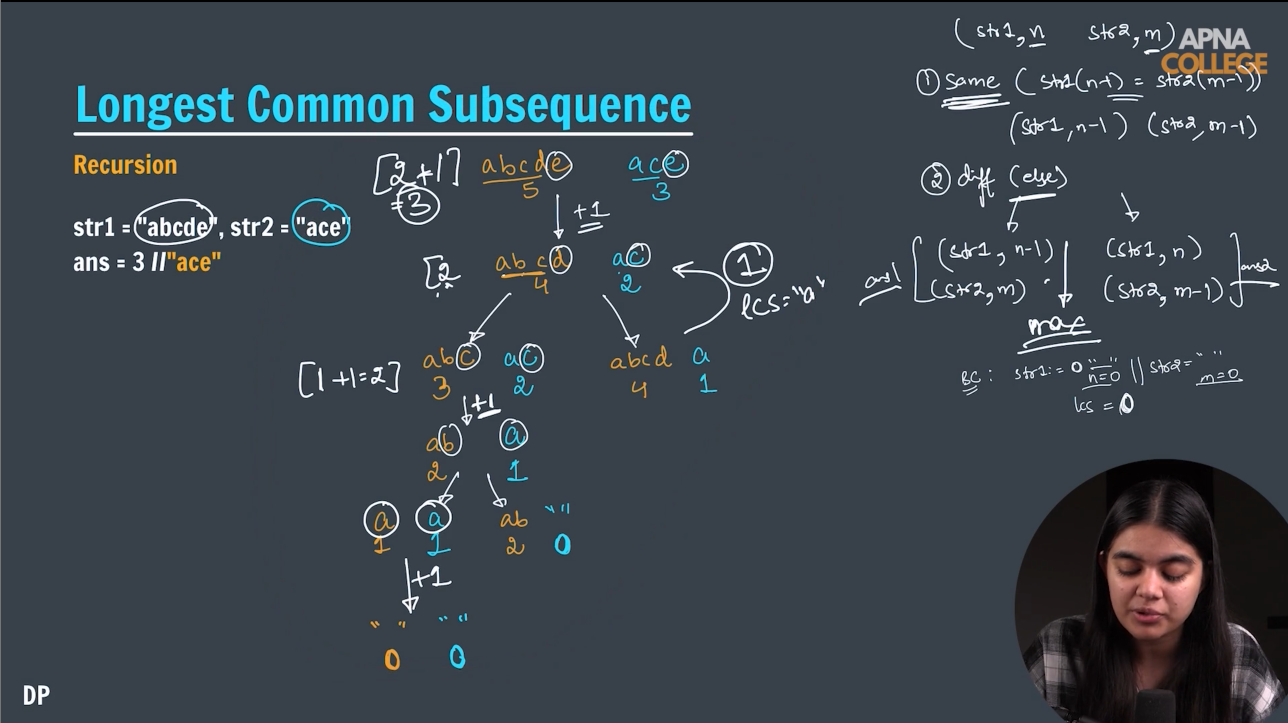 (str1, n str2, m)
APNA
COLLEGE
① Same (str1(n-1) = str2(m-1))
(str1, n-1) (str2, m-1)
② diff (else)
ans1 [(str1, n-1) (str1, n)] ans2
(str2, m) (str2, m-1)
max
BC: str1 = 0 " " || str2 = " "
n=0 m=0
lcs = 0
Longest Common Subsequence
Recursion
str1 = "abcde", str2 = "ace"
ans = 3 //"ace"
[2+1] abcde ace
=3 5 3
+1
[2 abcd ac 1
4 2 lcs="a"
[1+1=2] abc ac abcd a
3 2 4 1
+1
ab a
2 1
a a ab " "
1 1 2 0
+1
" " " "
0 0
DP